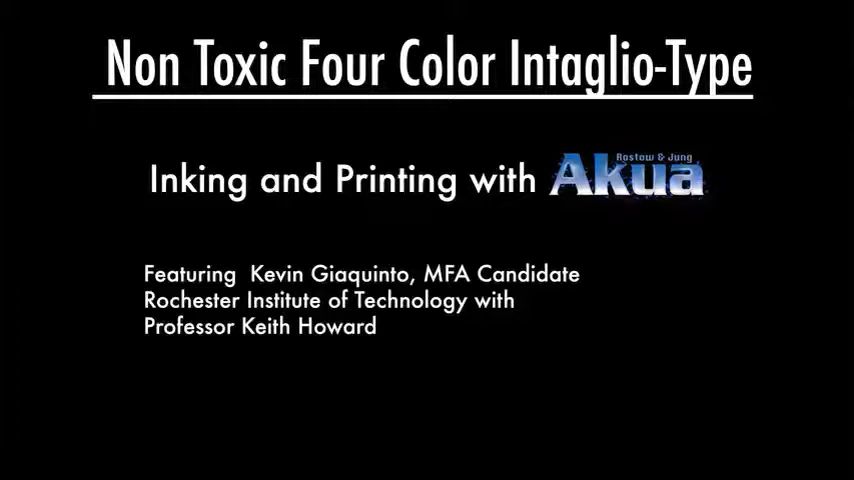 Non Toxic Four Color Intaglio-Type
Inking and Printing with
Rostow & Jung
Akua
Featuring Kevin Giaquinto, MFA Candidate
Rochester Institute of Technology with
Professor Keith Howard